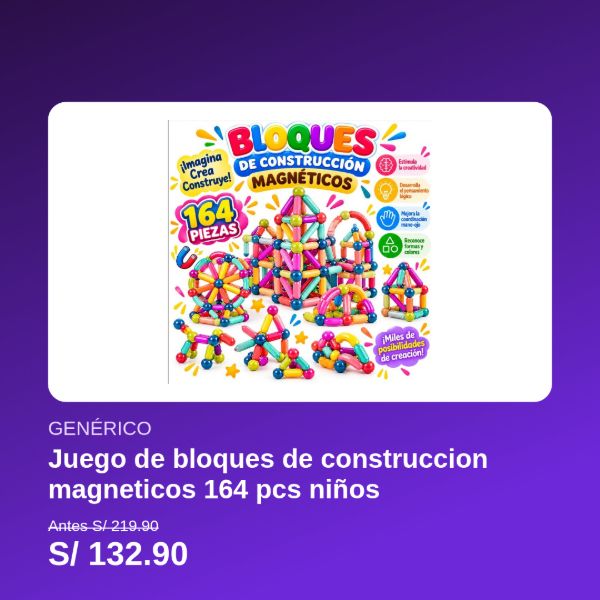 BLOQUES
DE CONSTRUCCIÓN
MAGNÉTICOS
¡Imagina
Crea
Construye!
164
PIEZAS
Estimula
la creatividad
Desarrolla
el pensamiento
lógico
Mejora la
coordinación
mano-ojo
Reconoce
formas y
colores
¡Miles de
posibilidades
de creación!
GENÉRICO
Juego de bloques de construccion
magneticos 164 pcs niños
Antes S/ 219.90
S/ 132.90